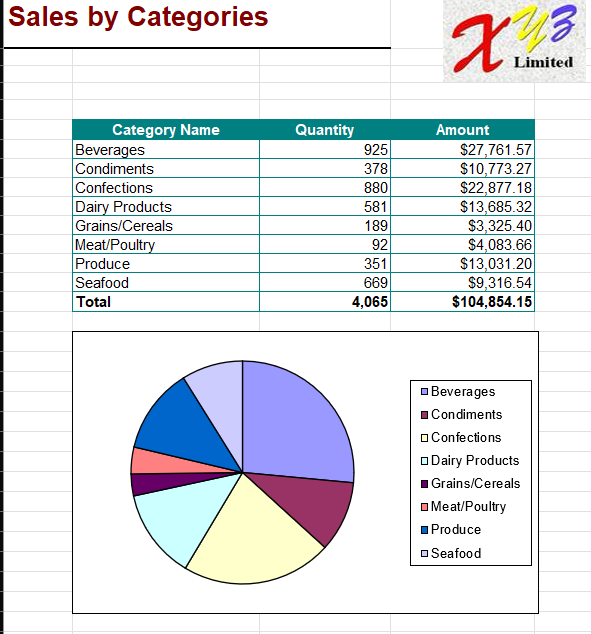 Sales by Categories
XYZ
Limited
Category Name Quantity Amount
Beverages 925 $27,761.57
Condiments 378 $10,773.27
Confections 880 $22,877.18
Dairy Products 581 $13,685.32
Grains/Cereals 189 $3,325.40
Meat/Poultry 92 $4,083.66
Produce 351 $13,031.20
Seafood 669 $9,316.54
Total 4,065 $104,854.15
Beverages
Condiments
Confections
Dairy Products
Grains/Cereals
Meat/Poultry
Produce
Seafood